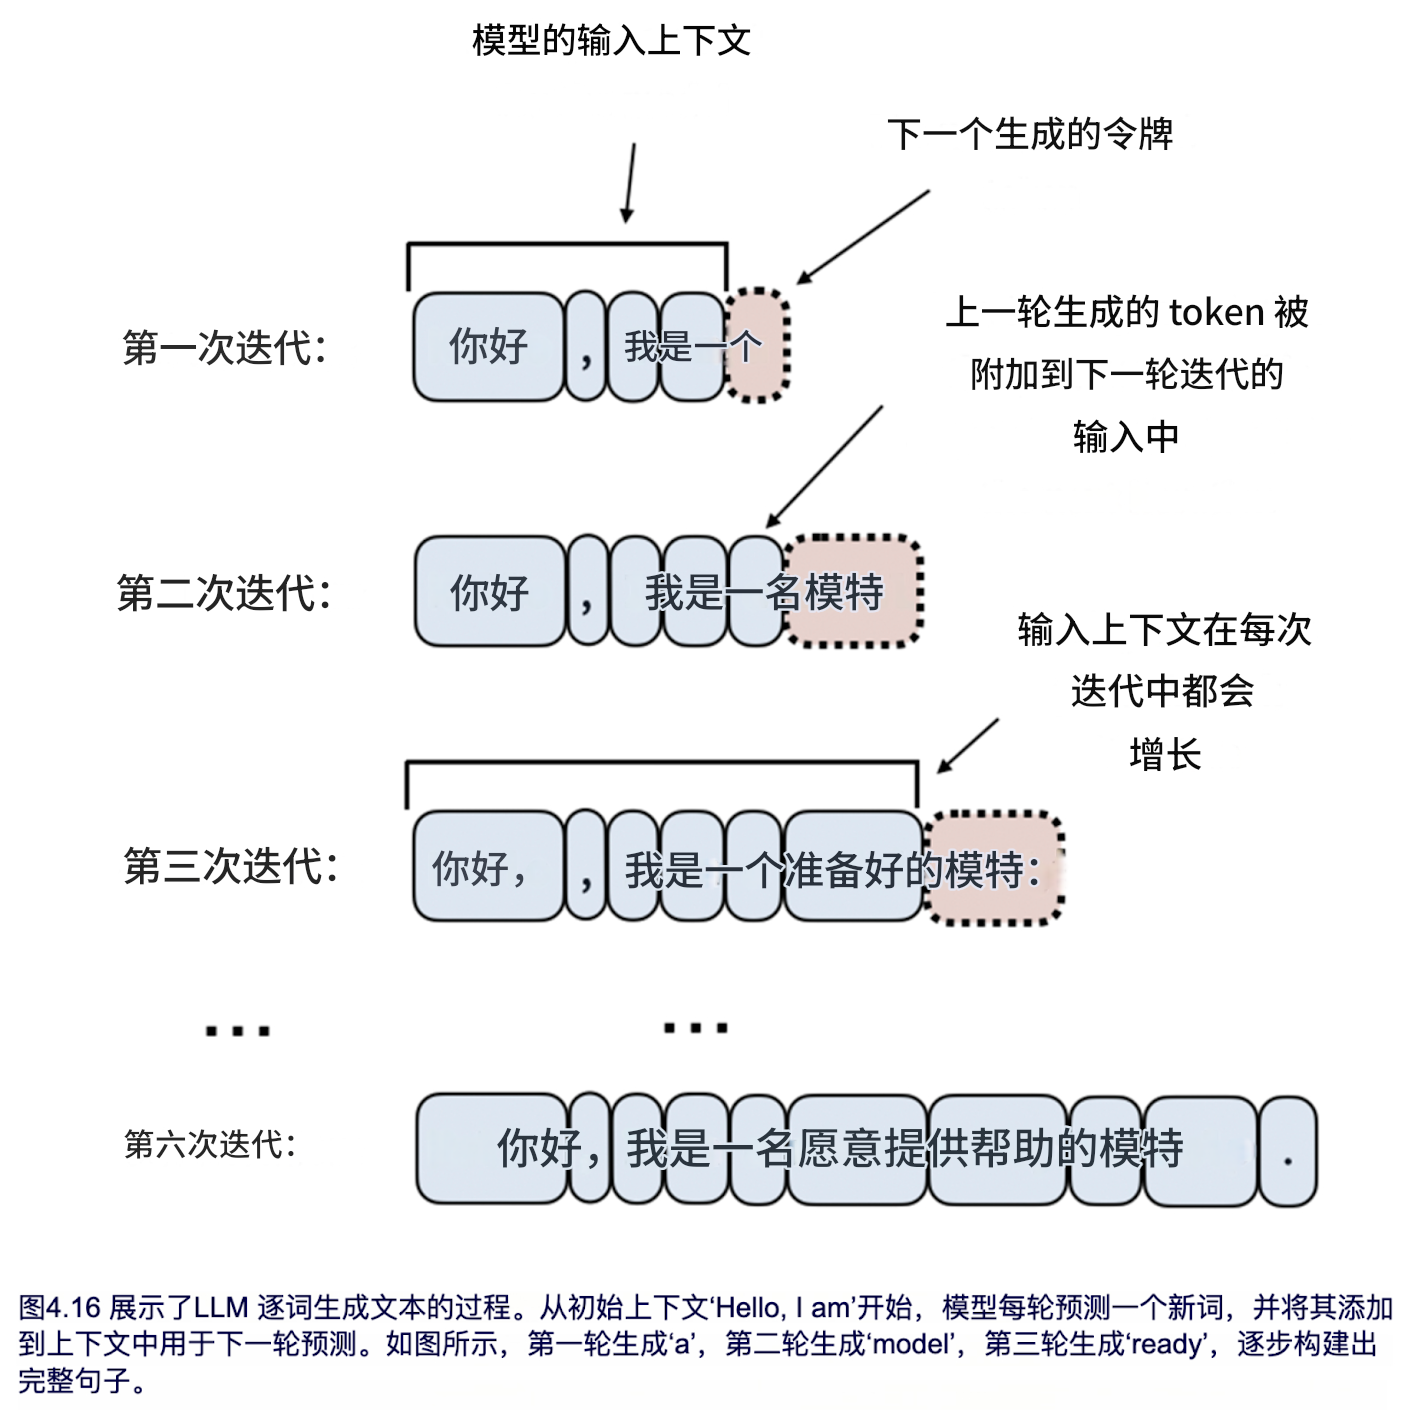 模型的输入上下文
下一个生成的令牌
第一次迭代：
你好 , 我是一个
上一轮生成的 token 被
附加到下一轮迭代的
输入中
第二次迭代：
你好 , 我是一名模特
输入上下文在每次
迭代中都会
增长
第三次迭代：
你好， , 我是一个准备好的模特：
... ...
第六次迭代：
你好，我是一名愿意提供帮助的模特 .
图4.16 展示了LLM 逐词生成文本的过程。从初始上下文‘Hello, I am’开始，模型每轮预测一个新词，并将其添加
到上下文中用于下一轮预测。如图所示，第一轮生成‘a’，第二轮生成‘model’，第三轮生成‘ready’，逐步构建出
完整句子。